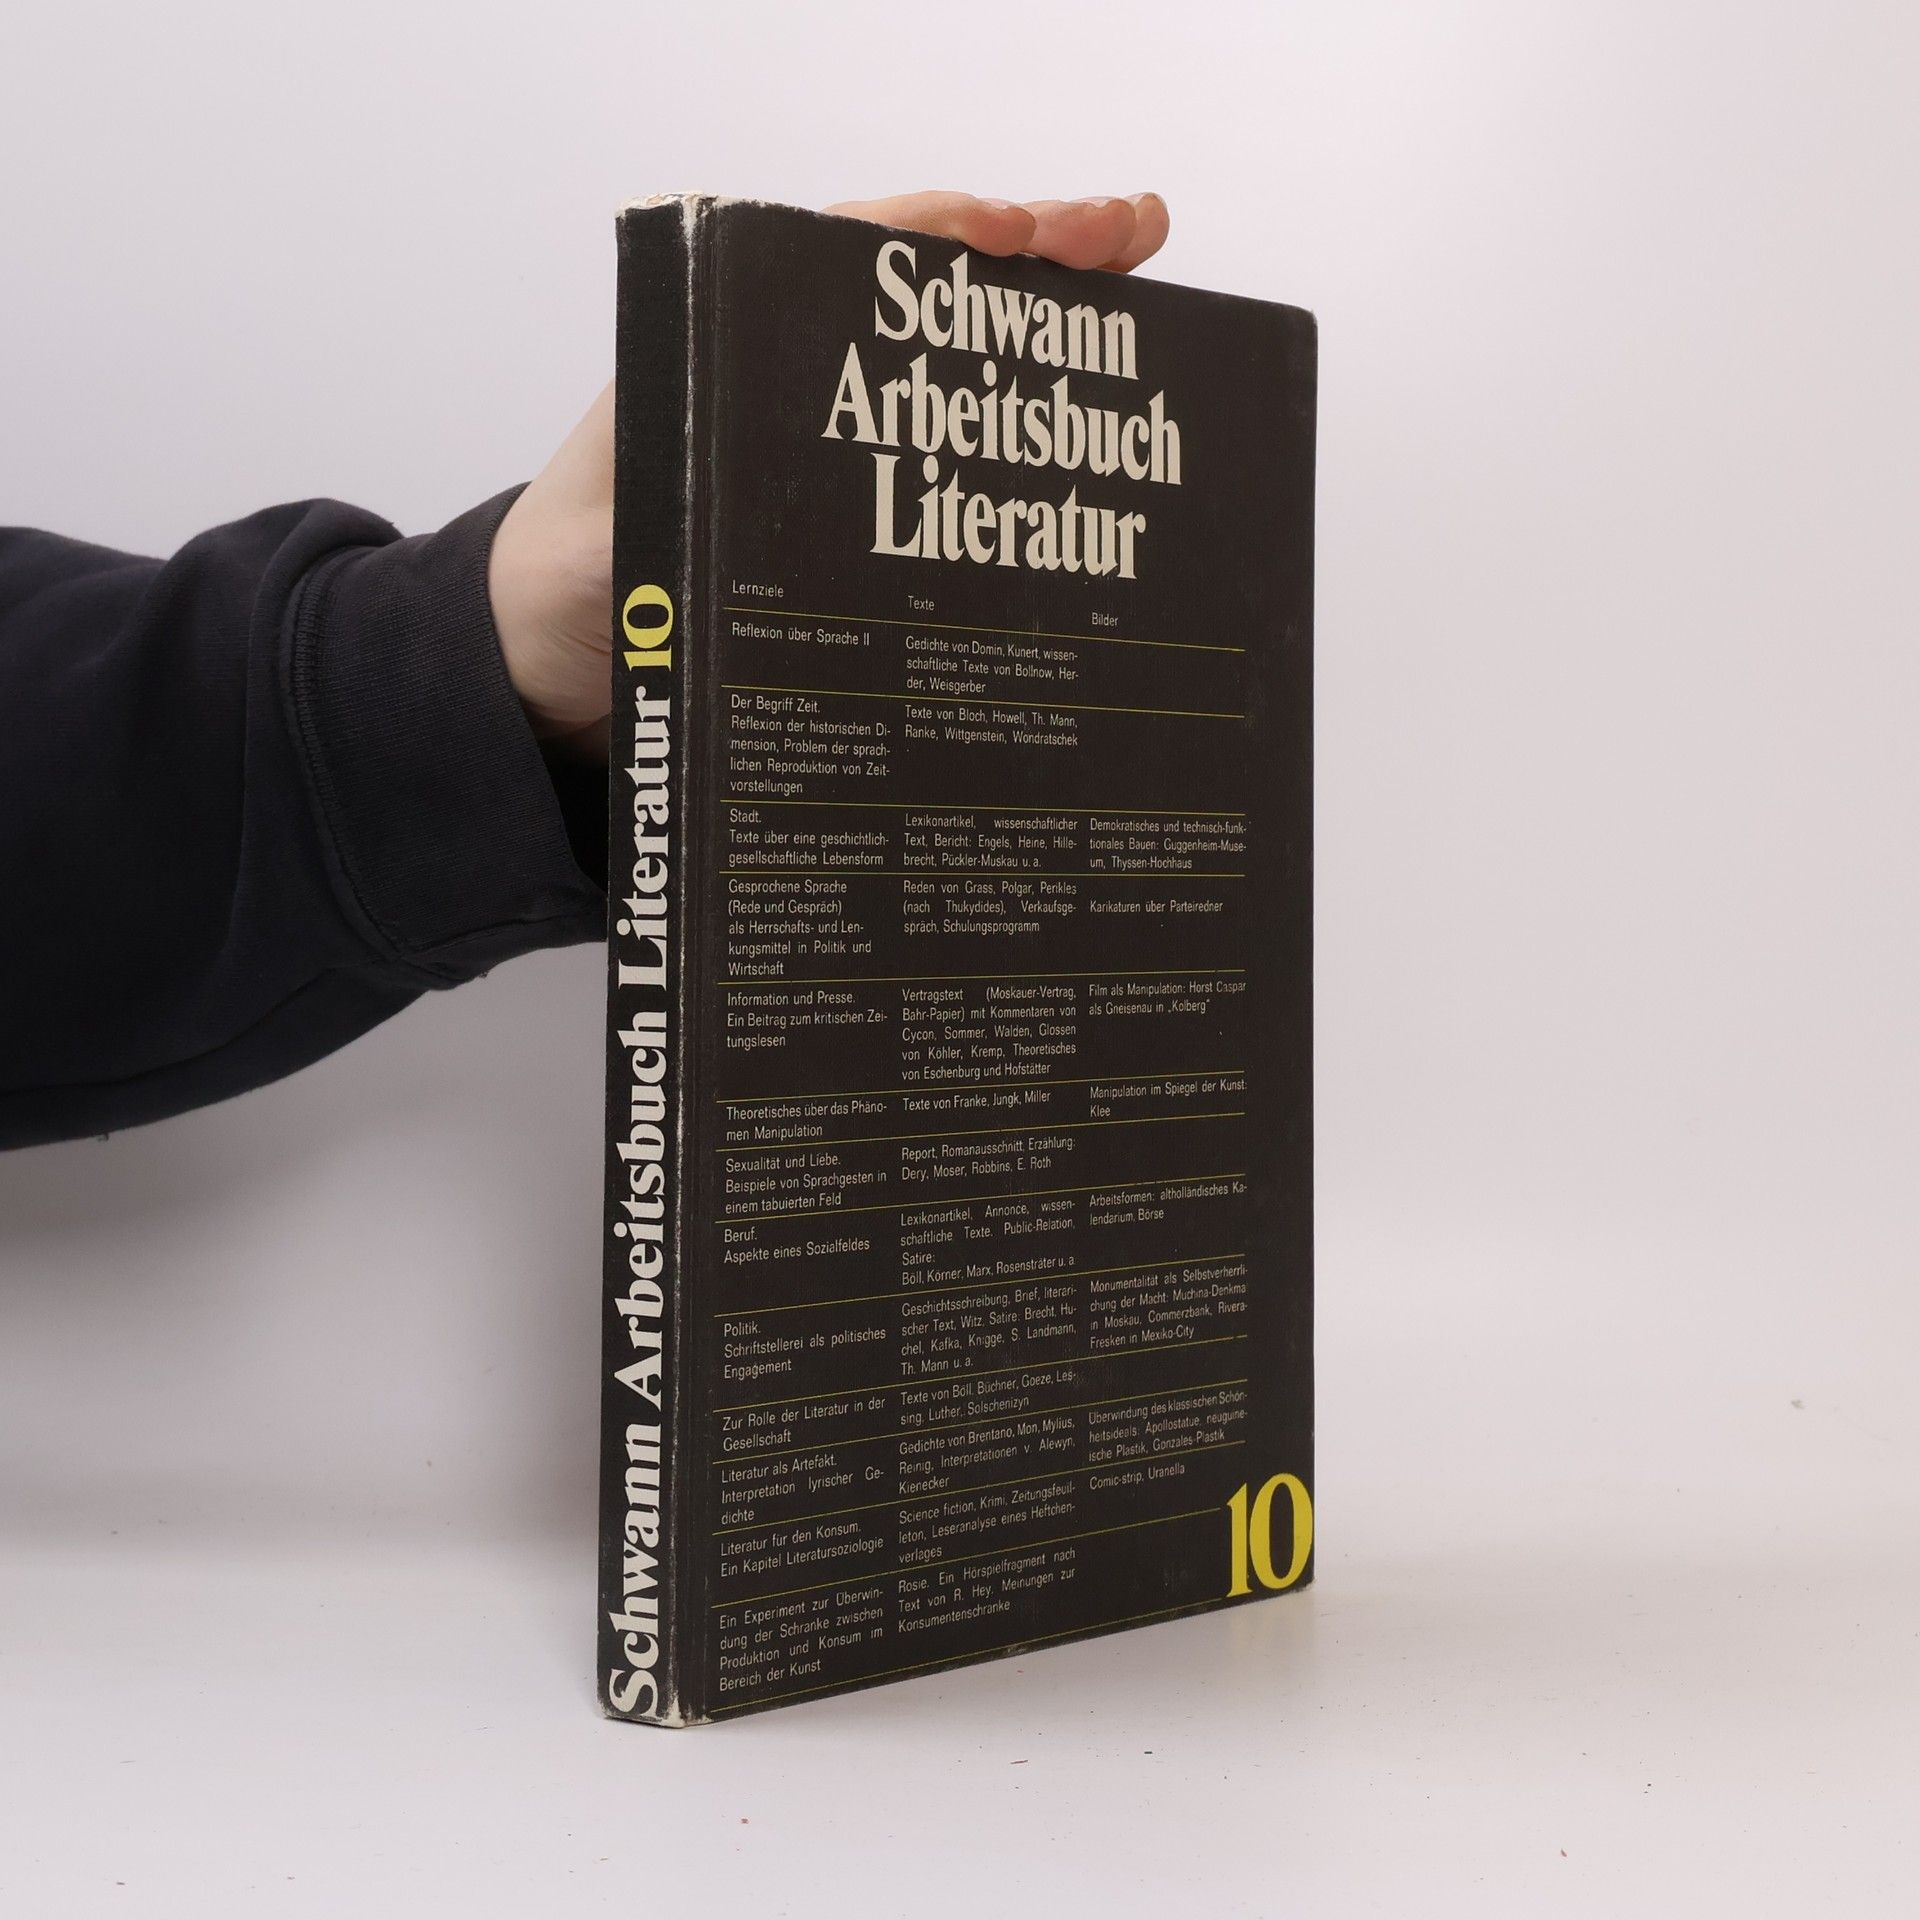 Schwann Arbeitsbuch Literatur 10
Schwann
Arbeitsbuch
Literatur
Lernziele
Texte
Bilder
Reflexion über Sprache II
Gedichte von Domin, Kunert, wissen-
schaftliche Texte von Bollnow, Her-
der, Weisgerber
Der Begriff Zeit.
Reflexion der historischen Di-
mension, Problem der sprach-
lichen Reproduktion von Zeit-
vorstellungen
Texte von Bloch, Howell, Th. Mann,
Ranke, Wittgenstein, Wondratschek
Stadt.
Texte über eine geschichtlich-
gesellschaftliche Lebensform
Lexikonartikel, wissenschaftlicher
Text, Bericht: Engels, Heine, Hille-
brecht, Pückler-Muskau u. a.
Demokratisches und technisch-funk-
tionales Bauen: Guggenheim-Muse-
um, Thyssen-Hochhaus
Gesprochene Sprache
(Rede und Gespräch)
als Herrschafts- und Len-
kungsmittel in Politik und
Wirtschaft
Reden von Grass, Polgar, Perikles
(nach Thukydides), Verkaufsge-
spräch, Schulungsprogramm
Karikaturen über Parteiredner
Information und Presse.
Ein Beitrag zum kritischen Zei-
tungslesen
Vertragstext (Moskauer-Vertrag,
Bahr-Papier) mit Kommentaren von
Cycon, Sommer, Walden, Glossen
von Köhler, Kremp, Theoretisches
von Eschenburg und Hofstätter
Film als Manipulation: Horst Caspar
als Gneisenau in „Kolberg“
Theoretisches über das Phäno-
men Manipulation
Texte von Franke, Jungk, Miller
Manipulation im Spiegel der Kunst:
Klee
Sexualität und Liebe.
Beispiele von Sprachgesten in
einem tabuierten Feld
Report, Romanausschnitt, Erzählung:
Dery, Moser, Robbins, E. Roth
Beruf.
Aspekte eines Sozialfeldes
Lexikonartikel, Annonce, wissen-
schaftliche Texte. Public-Relation,
Satire:
Böll, Körner, Marx, Rosensträter u. a.
Arbeitsformen: altholländisches Ka-
lendarium, Börse
Politik.
Schriftstellerei als politisches
Engagement
Geschichtsschreibung, Brief, literari-
scher Text, Witz, Satire: Brecht, Hu-
chel, Kafka, Knigge, S. Landmann,
Th. Mann u. a.
Monumentalität als Selbstverherrli-
chung der Macht: Muchina-Denkmal
in Moskau, Commerzbank, Rivera-
Fresken in Mexiko-City
Zur Rolle der Literatur in der
Gesellschaft
Texte von Böll, Büchner, Goeze, Les-
sing, Luther, Solschenizyn
Literatur als Artefakt.
Interpretation lyrischer Ge-
dichte
Gedichte von Brentano, Mon, Mylius,
Reinig, Interpretationen v. Alewyn,
Kienecker
Überwindung des klassischen Schön-
heitsideals: Apollostatue, neuguine-
ische Plastik, Gonzales-Plastik
Literatur für den Konsum.
Ein Kapitel Literatursoziologie
Science fiction, Krimi, Zeitungsfeuil-
leton, Leseranalyse eines Heftchen-
verlages
Comic-strip, Uranella
Ein Experiment zur Überwin-
dung der Schranke zwischen
Produktion und Konsum im
Bereich der Kunst
Rosie. Ein Hörspielfragment nach
Text von R. Hey. Meinungen zur
Konsumentenschranke
10